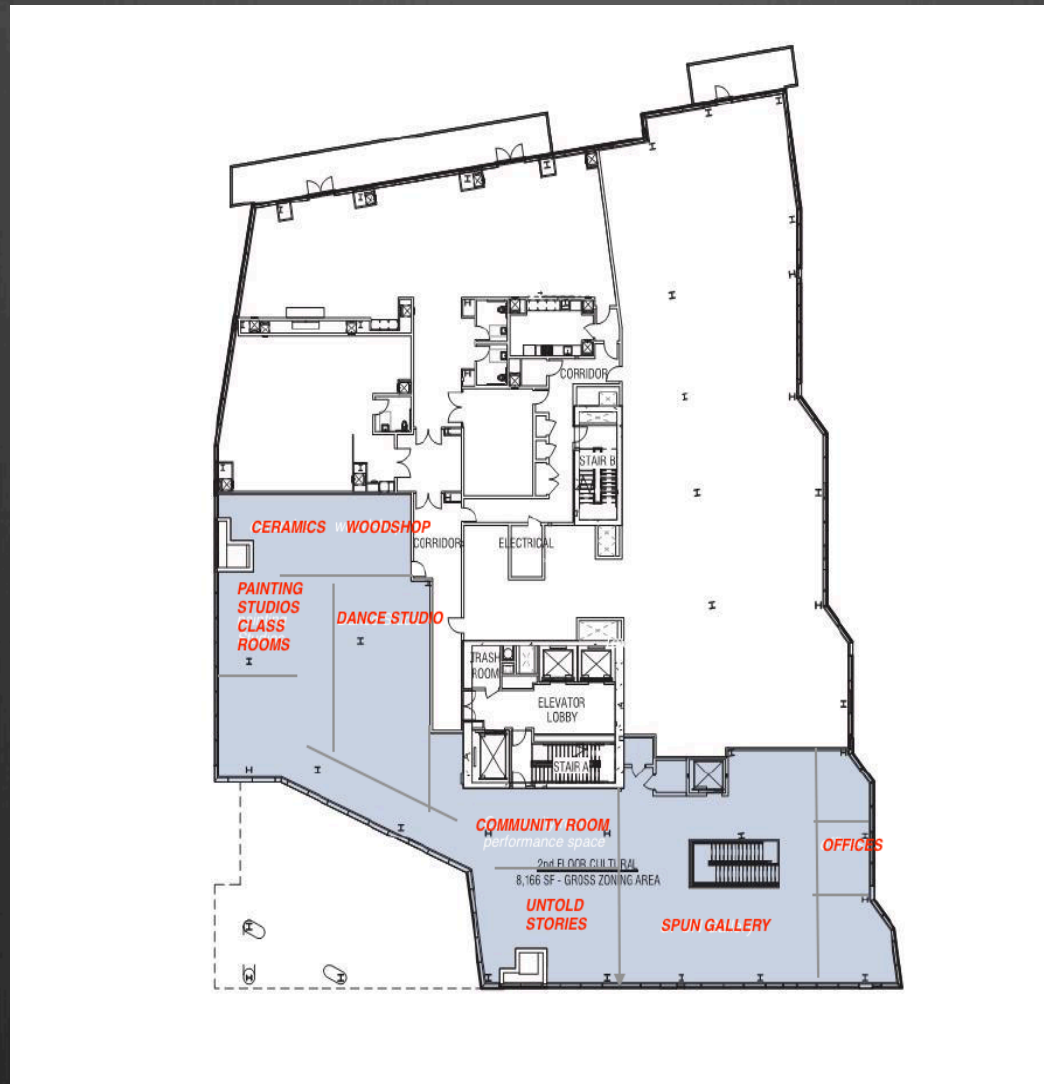 CORRIDOR
STAIR B
CERAMICS
WOODSHOP
CORRIDOR
ELECTRICAL
PAINTING
STUDIOS
CLASS
ROOMS
DANCE STUDIO
TRASH
ROOM
ELEVATOR
LOBBY
STAIR A
COMMUNITY ROOM
performance space
OFFICES
2nd FLOOR CULTURAL
8,166 SF - GROSS ZONING AREA
UNTOLD
STORIES
SPUN GALLERY